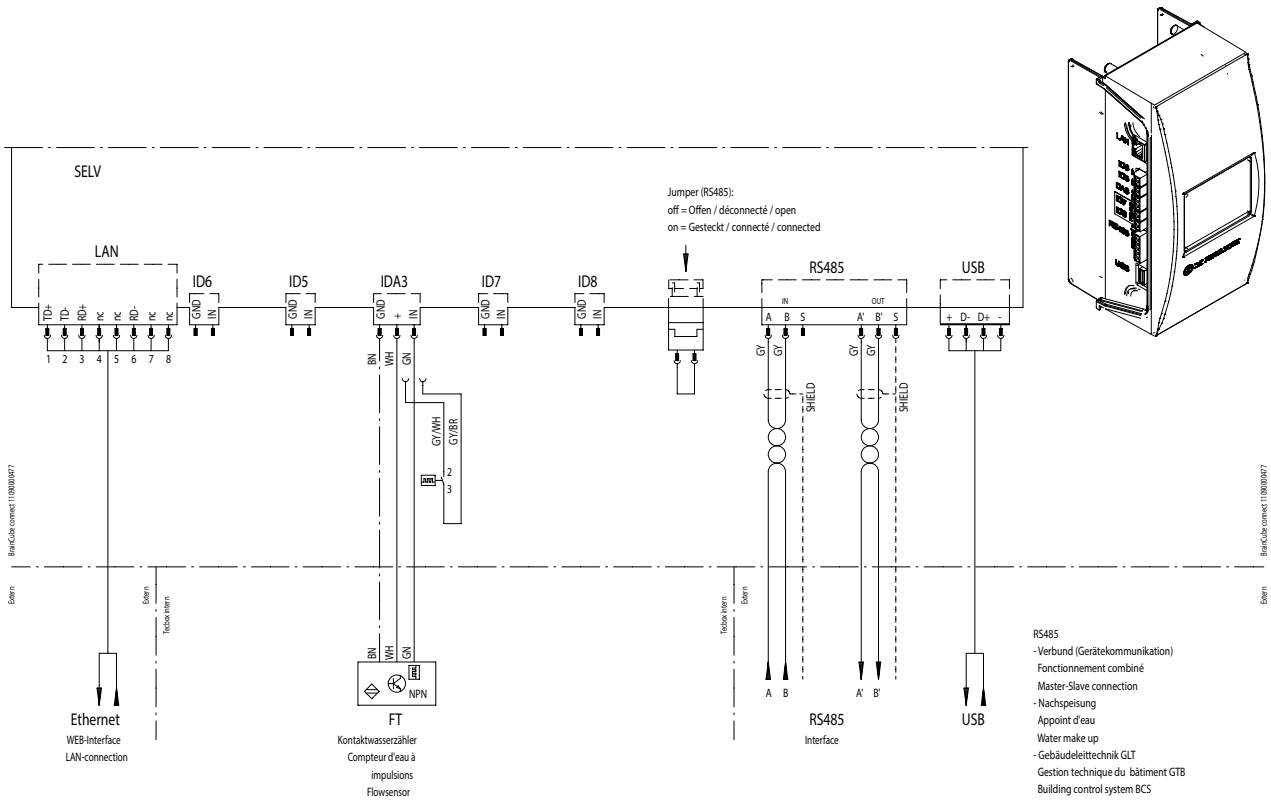 SELV
Jumper (RS485):
off = Offen / déconnecté / open
on = Gesteckt / connecté / connected
LAN
ID6
ID5
IDA3
ID7
ID8
RS485
USB
TD+ TD- RD+ nc nc RD- nc nc
GND IN
GND IN
GND + IN
GND IN
GND IN
IN OUT
A B S A' B' S
+ D- D+ -
1 2 3 4 5 6 7 8
BN WH GN
GY GY GY GY
SHIELD SHIELD
GY/WH GY/BR
2
3
BrainCube connect 11090000477
BrainCube connect 11090000477
Extern
Extern
Tecbox intern
Tecbox intern
Extern
Extern
BN WH GN
NPN
A B A' B'
Ethernet
WEB-Interface
LAN-connection
FT
Kontaktwasserzähler
Compteur d'eau à
impulsions
Flowsensor
RS485
Interface
USB
RS485
- Verbund (Gerätekommunikation)
Fonctionnement combiné
Master-Slave connection
- Nachspeisung
Appoint d'eau
Water make up
- Gebäudeleittechnik GLT
Gestion technique du bâtiment GTB
Building control system BCS
LAN
RS485
USB